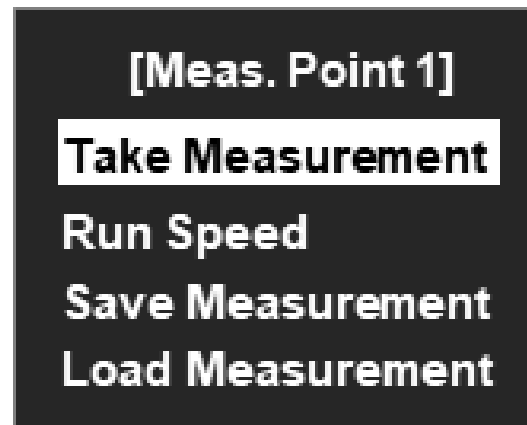 [Meas. Point 1]
Take Measurement
Run Speed
Save Measurement
Load Measurement